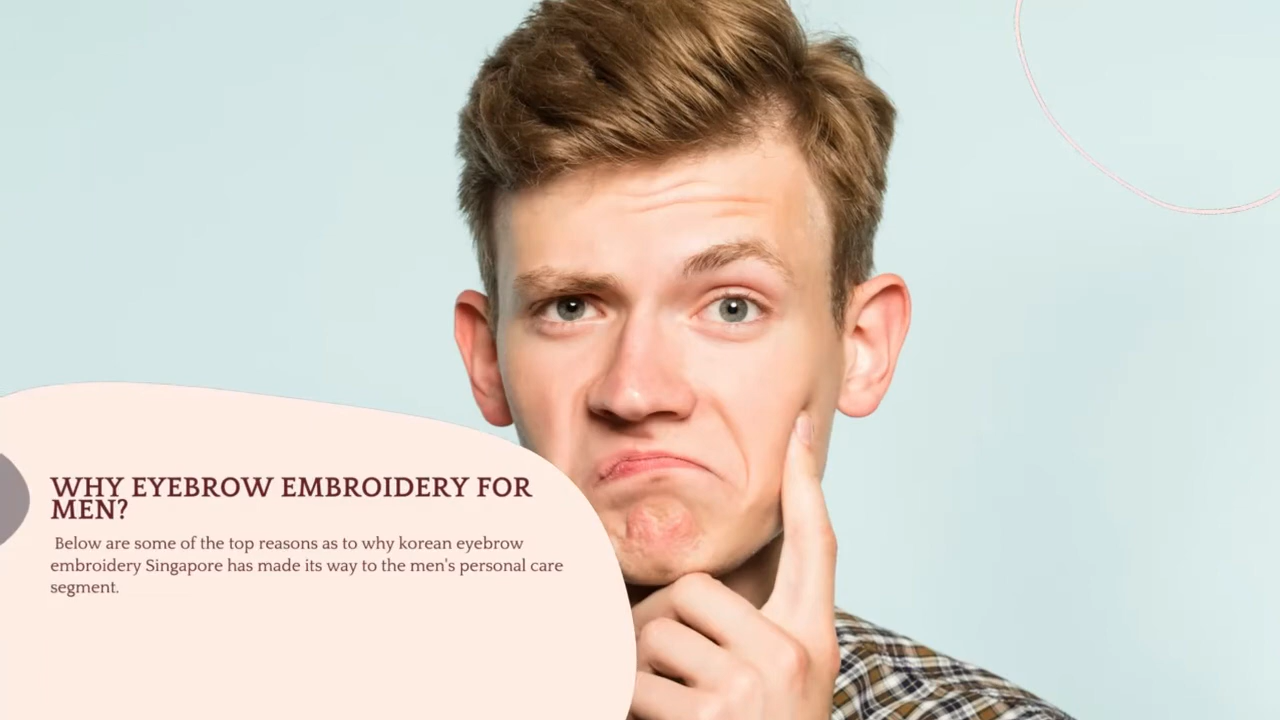 WHY EYEBROW EMBROIDERY FOR
MEN?
Below are some of the top reasons as to why korean eyebrow
embroidery Singapore has made its way to the men's personal care
segment.